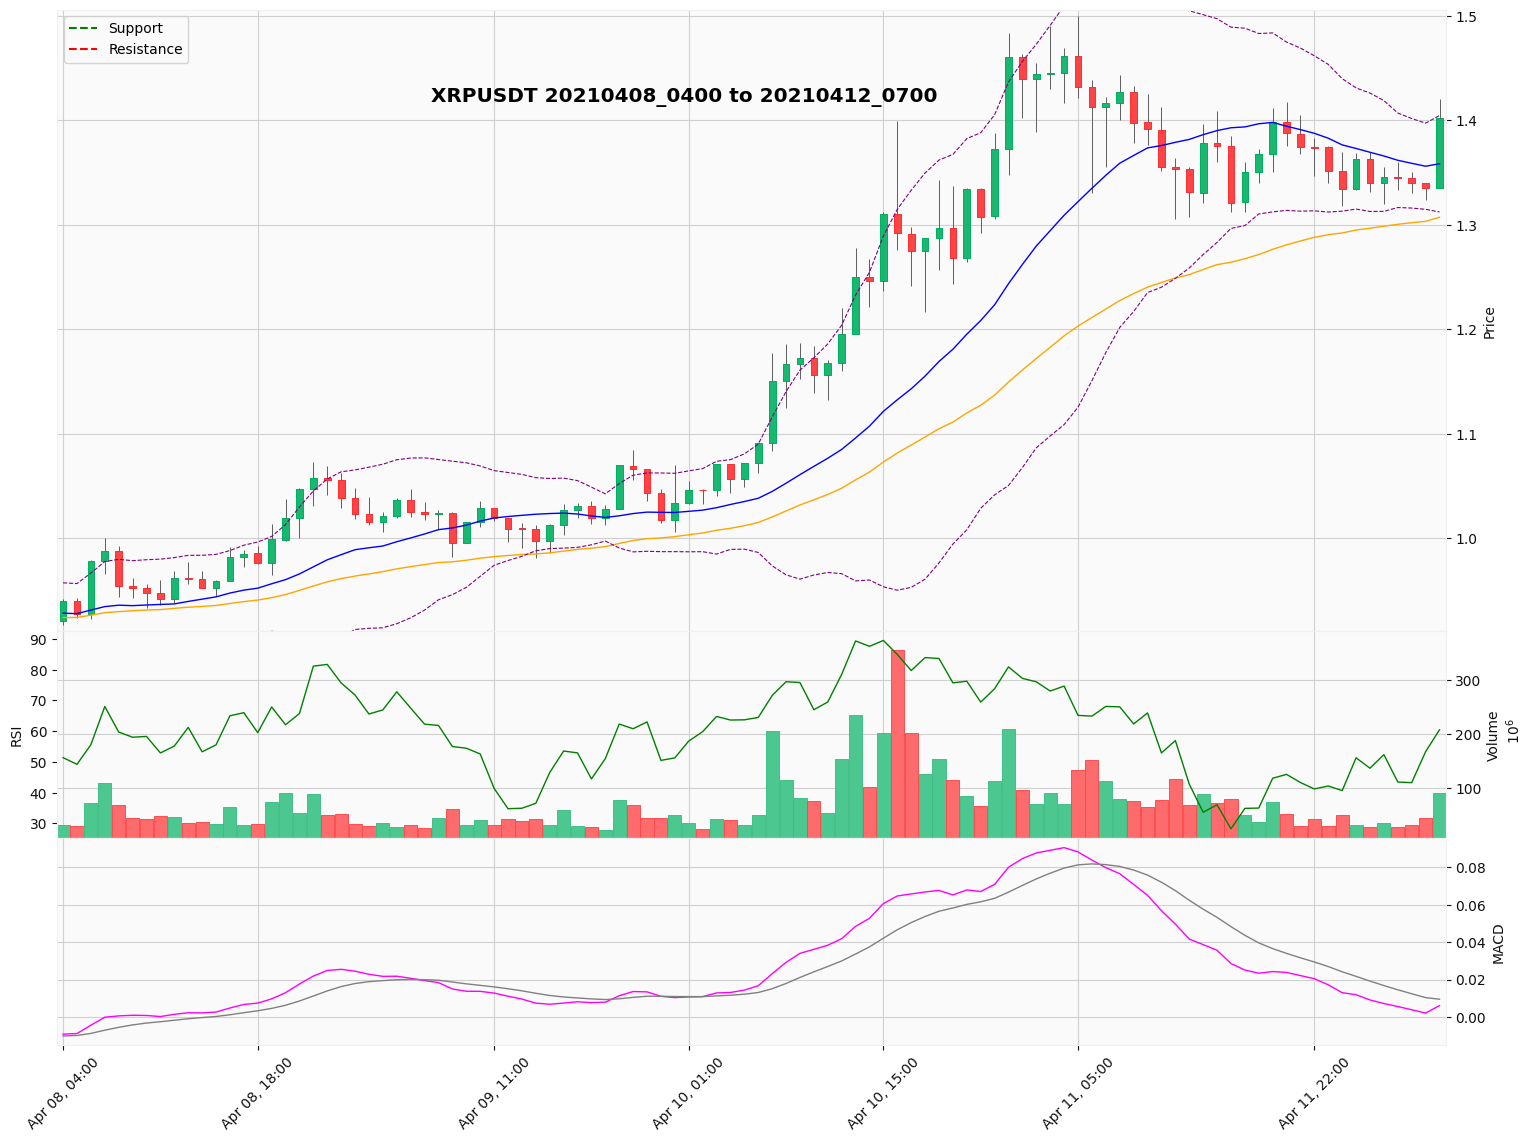 Support
Resistance
XRPUSDT 20210408_0400 to 20210412_0700
1.5
1.4
1.3
1.2
1.1
1.0
Price
90
80
70
60
50
40
30
RSI
300
200
100
Volume
10^6
0.08
0.06
0.04
0.02
0.00
MACD
Apr 08, 04:00
Apr 08, 18:00
Apr 09, 11:00
Apr 10, 01:00
Apr 10, 15:00
Apr 11, 05:00
Apr 11, 22:00